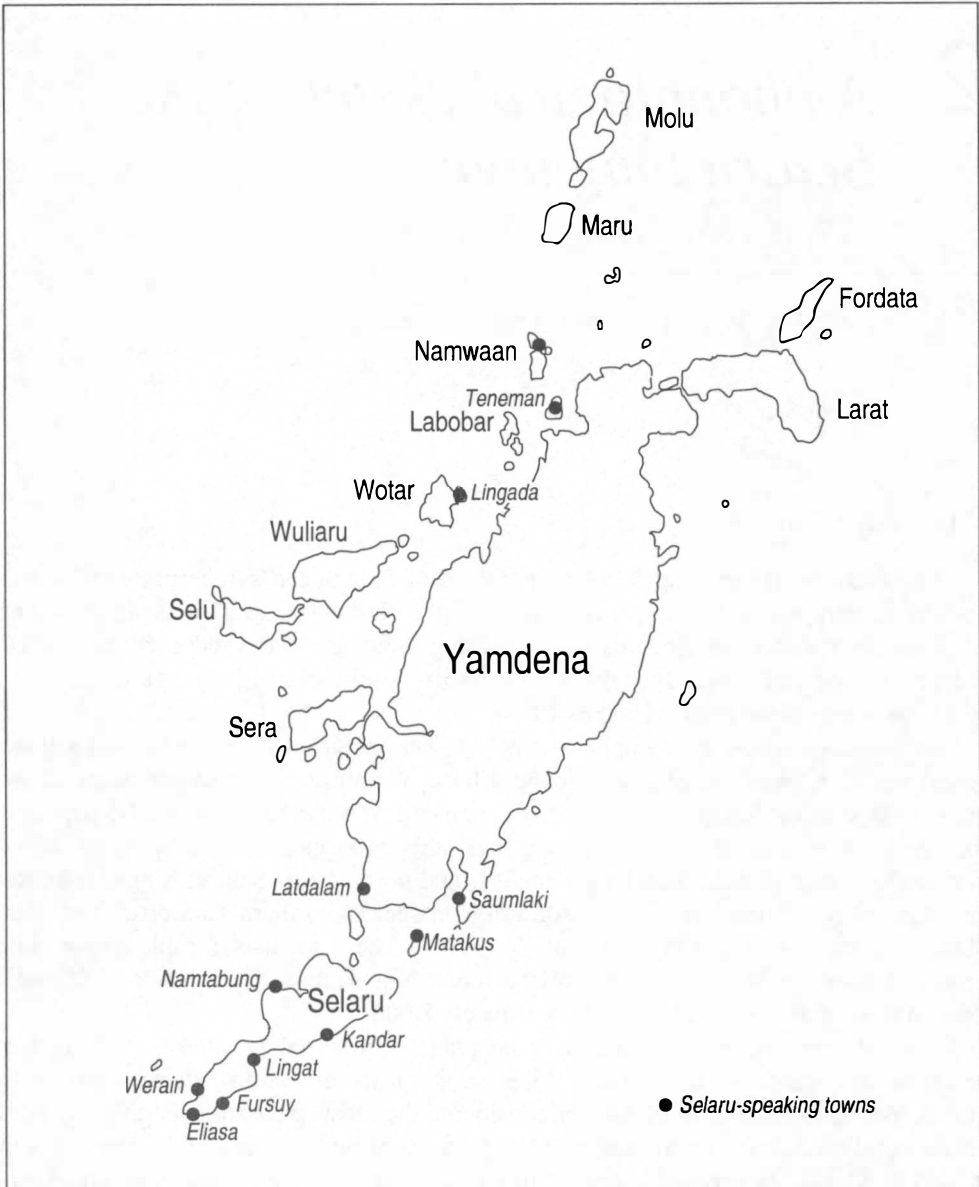 Molu
Maru
Fordata
Namwaan
Teneman
Larat
Labobar
Wotar
Lingada
Wuliaru
Selu
Yamdena
Sera
Latdalam
Saumlaki
Matakus
Namtabung
Selaru
Kandar
Lingat
Werain
Fursuy
Selaru-speaking towns
Eliasa